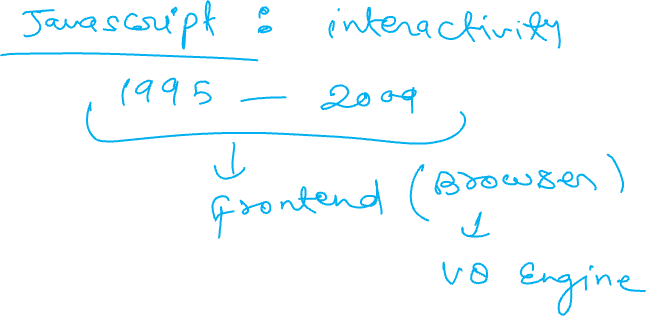 Javascript : interactivity
1995 — 2009
frontend (Browser)
V8 Engine